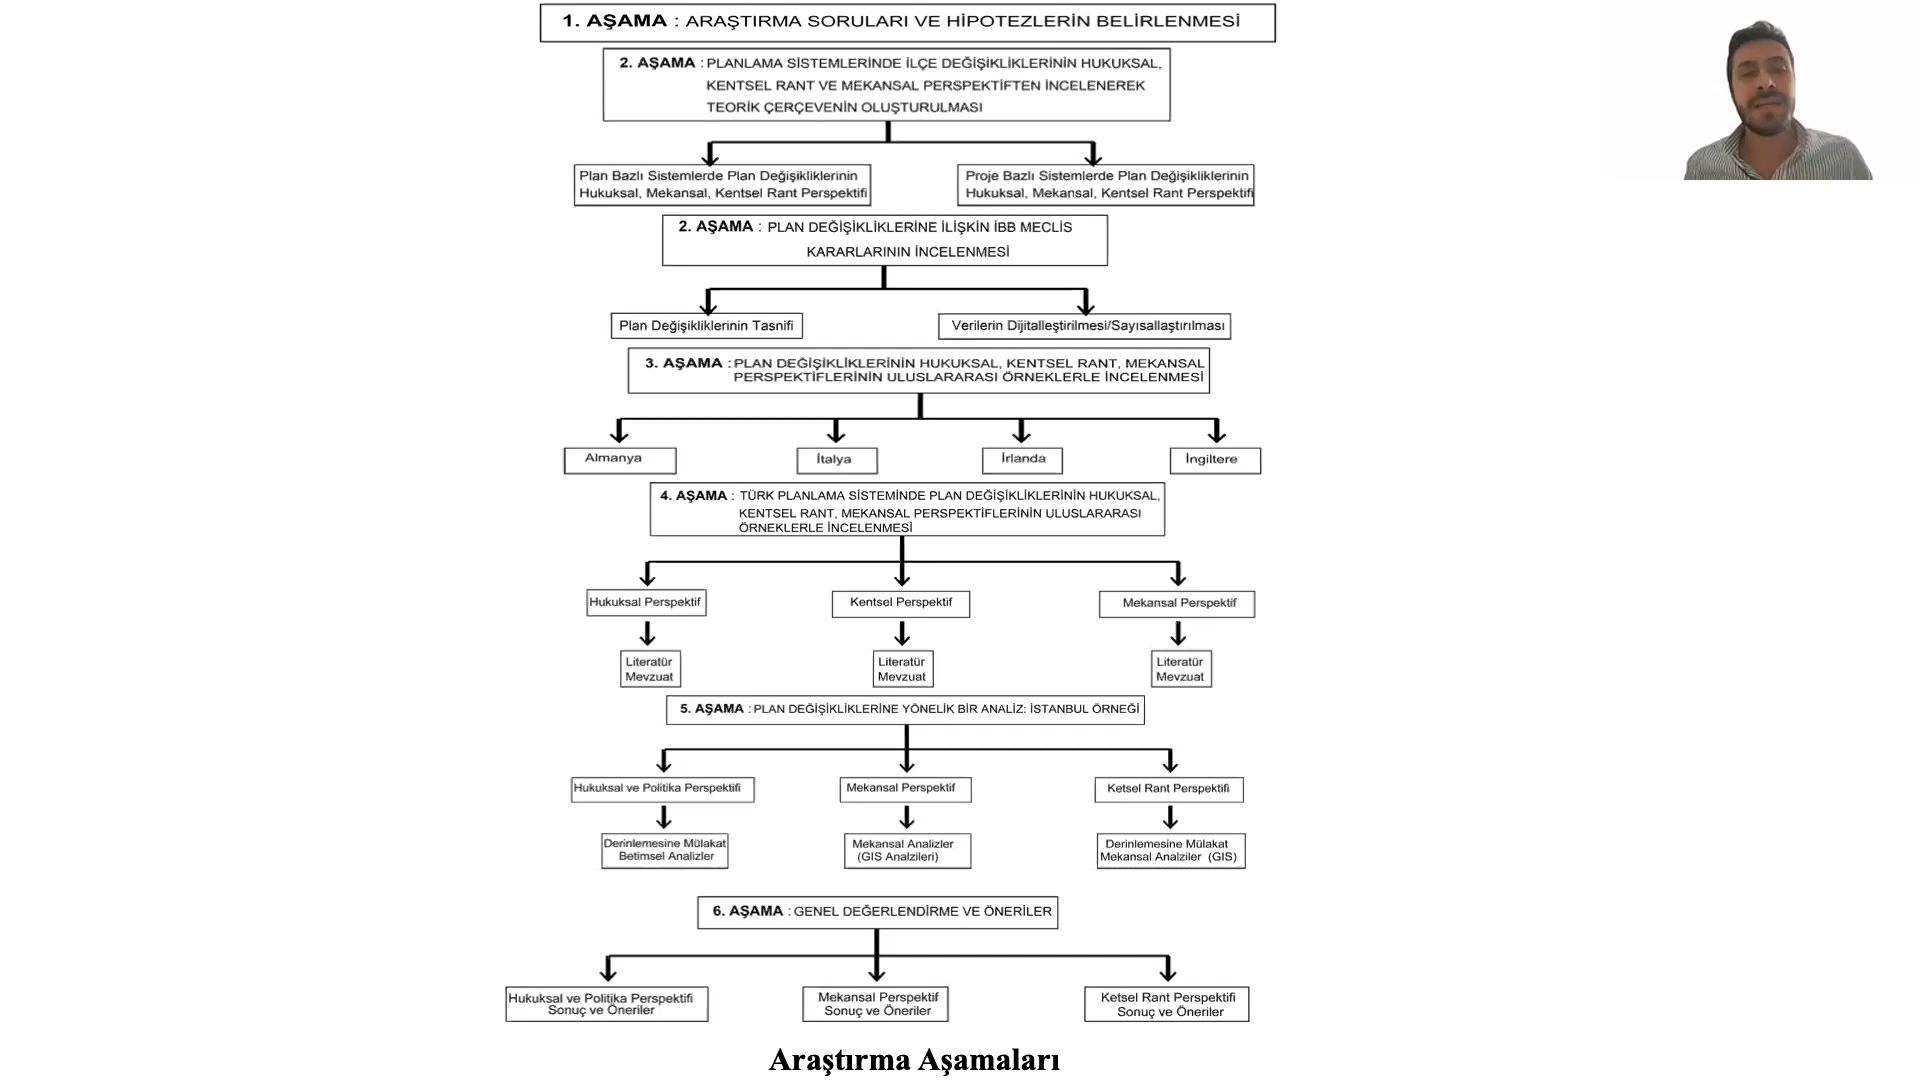 1. AŞAMA : ARAŞTIRMA SORULARI VE HİPOTEZLERİN BELİRLENMESİ
2. AŞAMA : PLANLAMA SİSTEMLERİNDE İLÇE DEĞİŞİKLİKLERİNİN HUKUKSAL,
KENTSEL RANT VE MEKANSAL PERSPEKTİFTEN İNCELENEREK
TEORİK ÇERÇEVENİN OLUŞTURULMASI
Plan Bazlı Sistemlerde Plan Değişikliklerinin
Hukuksal, Mekansal, Kentsel Rant Perspektifi
Proje Bazlı Sistemlerde Plan Değişikliklerinin
Hukuksal, Mekansal, Kentsel Rant Perspektifi
2. AŞAMA : PLAN DEĞİŞİKLİKLERİNE İLİŞKİN İBB MECLİS
KARARLARININ İNCELENMESİ
Plan Değişikliklerinin Tasnifi
Verilerin Dijitalleştirilmesi/Sayısallaştırılması
3. AŞAMA : PLAN DEĞİŞİKLİKLERİNİN HUKUKSAL, KENTSEL RANT, MEKANSAL
PERSPEKTİFLERİNİN ULUSLARARASI ÖRNEKLERLE İNCELENMESİ
Almanya
İtalya
İrlanda
İngiltere
4. AŞAMA : TÜRK PLANLAMA SİSTEMİNDE PLAN DEĞİŞİKLİKLERİNİN HUKUKSAL,
KENTSEL RANT, MEKANSAL PERSPEKTİFLERİNİN ULUSLARARASI
ÖRNEKLERLE İNCELENMESİ
Hukuksal Perspektif
Kentsel Perspektif
Mekansal Perspektif
Literatür
Mevzuat
Literatür
Mevzuat
Literatür
Mevzuat
5. AŞAMA : PLAN DEĞİŞİKLİKLERİNE YÖNELİK BİR ANALİZ: İSTANBUL ÖRNEĞİ
Hukuksal ve Politika Perspektifi
Mekansal Perspektif
Ketsel Rant Perspektifi
Derinlemesine Mülakat
Betimsel Analizler
Mekansal Analizler
(GIS Analzileri)
Derinlemesine Mülakat
Mekansal Analziler (GIS)
6. AŞAMA : GENEL DEĞERLENDİRME VE ÖNERİLER
Hukuksal ve Politika Perspektifi
Sonuç ve Öneriler
Mekansal Perspektif
Sonuç ve Öneriler
Ketsel Rant Perspektifi
Sonuç ve Öneriler
Araştırma Aşamaları